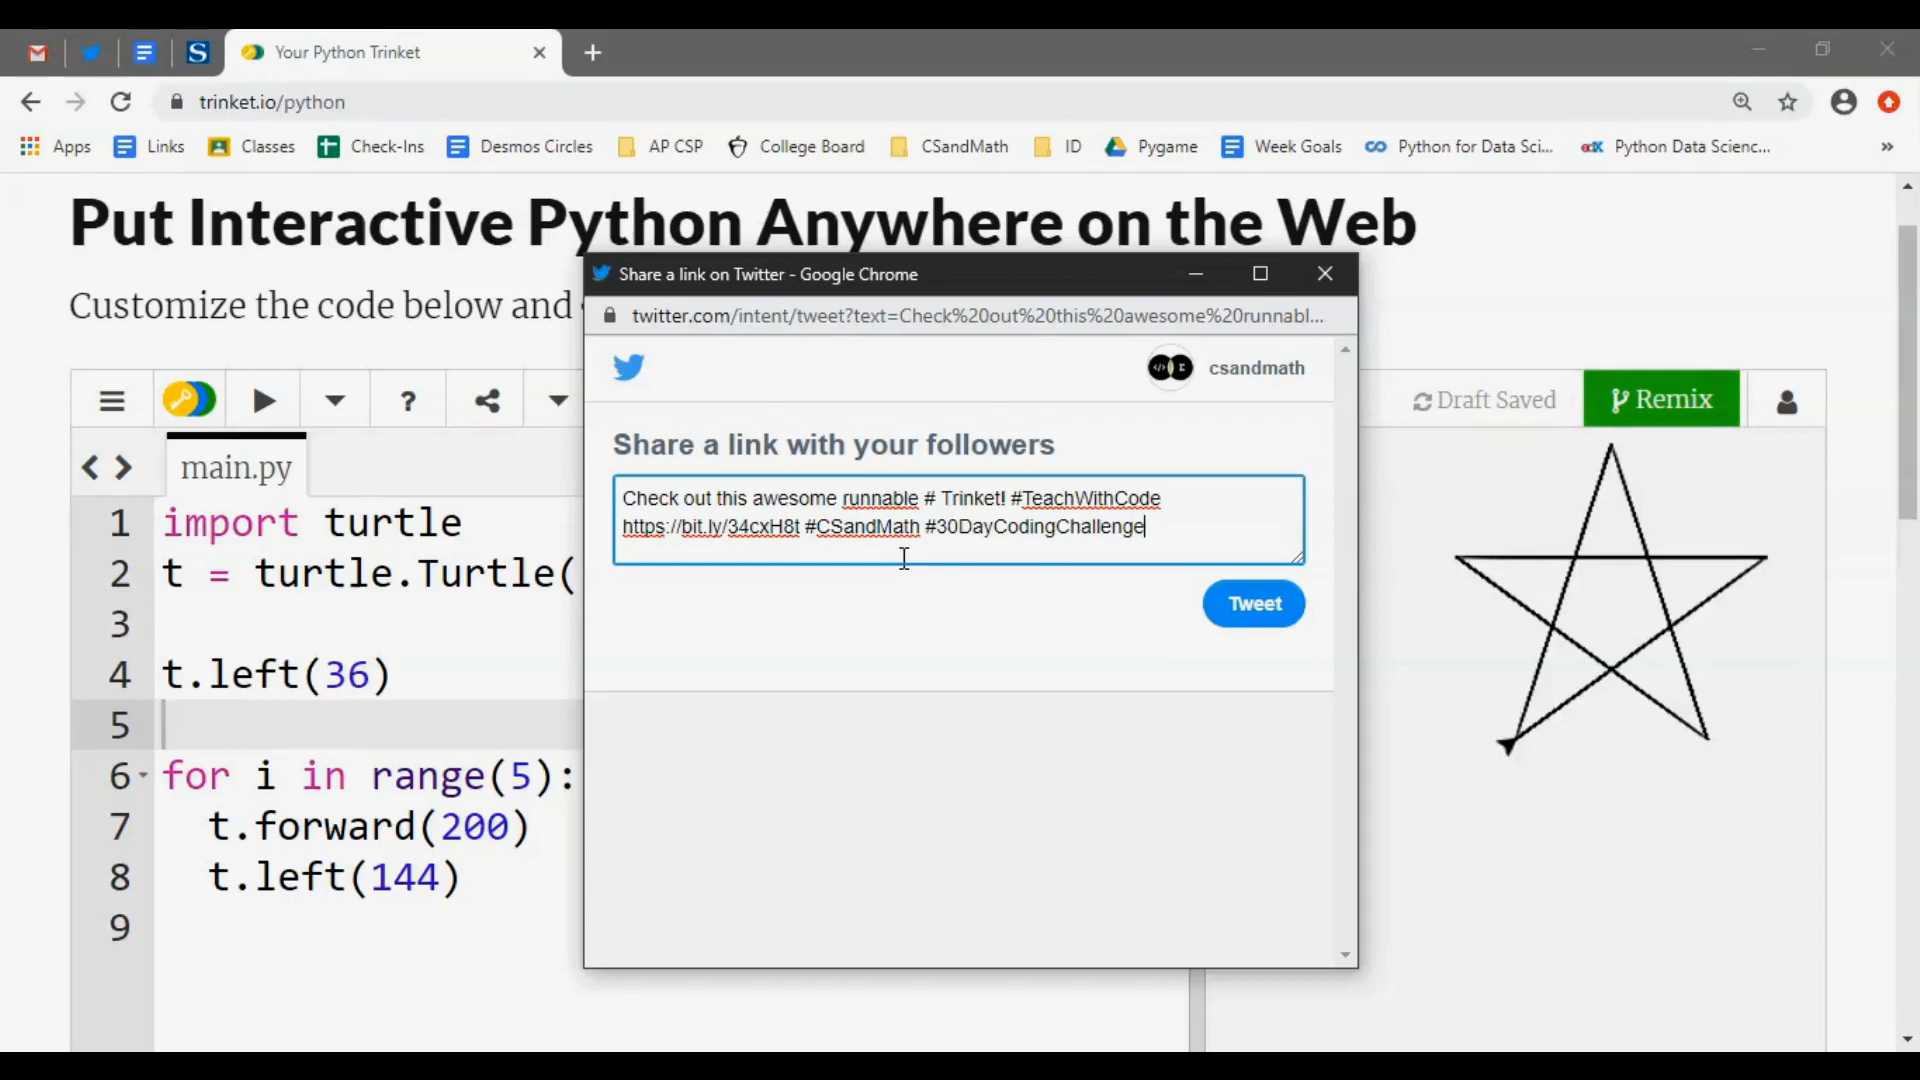 Your Python Trinket
trinket.io/python
Apps Links Classes Check-Ins Desmos Circles AP CSP College Board CSandMath ID Pygame Week Goals Python for Data Sci... Python Data Scienc... »
Put Interactive Python Anywhere on the Web
Customize the code below and
Share a link on Twitter - Google Chrome
twitter.com/intent/tweet?text=Check%20out%20this%20awesome%20runnabl...
csandmath
Share a link with your followers
Check out this awesome runnable # Trinket! #TeachWithCode
https://bit.ly/34cxH8t #CSandMath #30DayCodingChallenge
Tweet
? Draft Saved Remix
main.py
1 import turtle
2 t = turtle.Turtle(
3
4 t.left(36)
5
6 for i in range(5):
7 t.forward(200)
8 t.left(144)
9